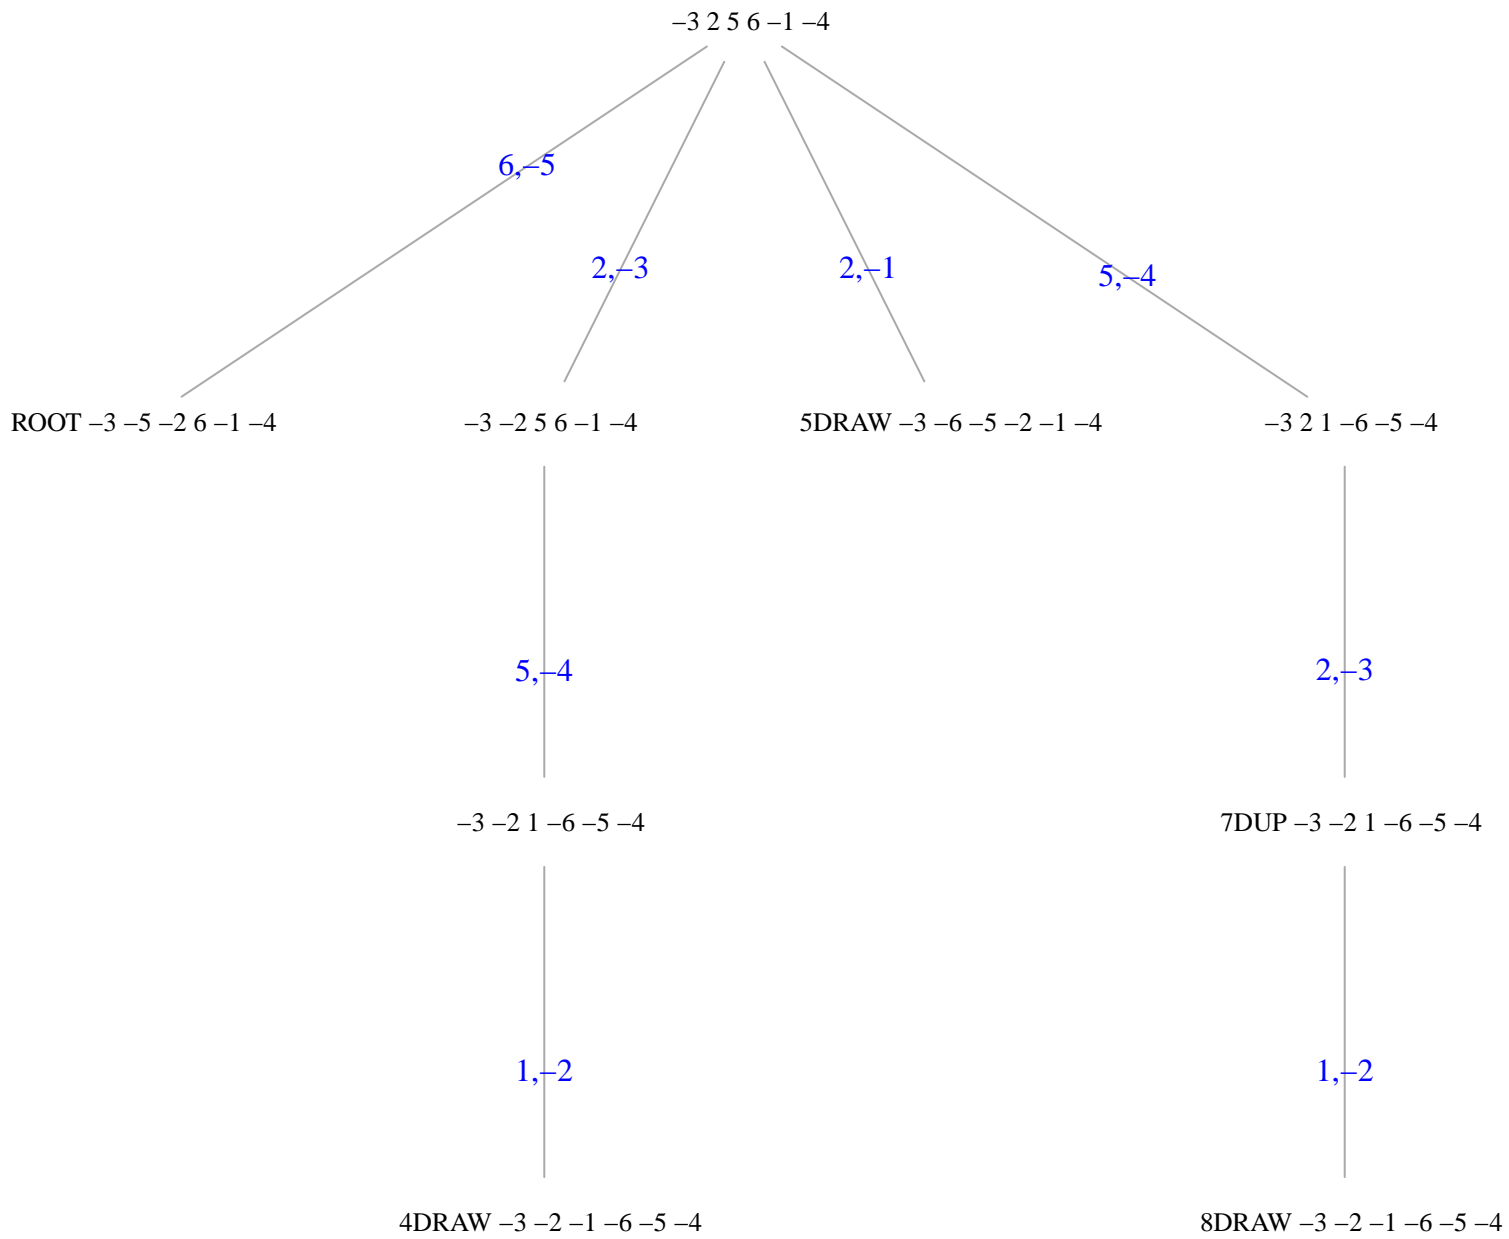 –3 2 5 6 –1 –4
6,–5
2,–3
2,–1
5,–4
ROOT –3 –5 –2 6 –1 –4
–3 –2 5 6 –1 –4
5DRAW –3 –6 –5 –2 –1 –4
–3 2 1 –6 –5 –4
5,–4
2,–3
–3 –2 1 –6 –5 –4
7DUP –3 –2 1 –6 –5 –4
1,–2
1,–2
4DRAW –3 –2 –1 –6 –5 –4
8DRAW –3 –2 –1 –6 –5 –4